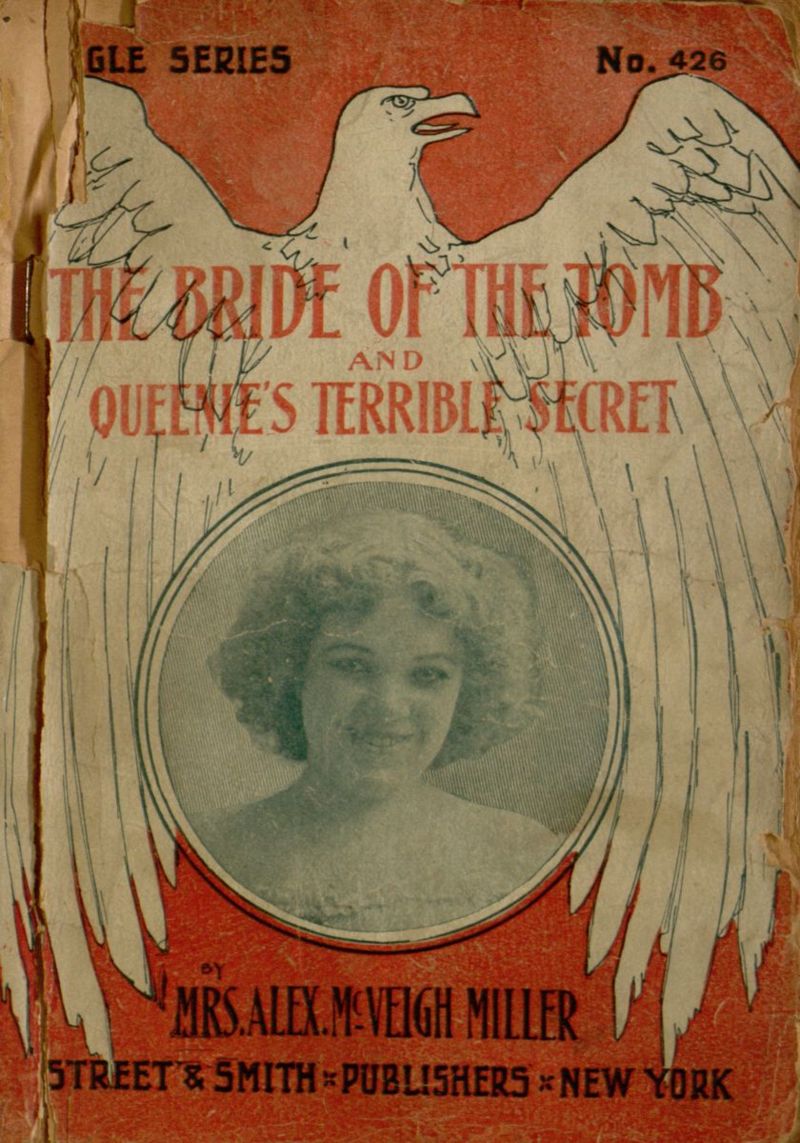 GLE SERIES No. 426
THE BRIDE OF THE TOMB
AND
QUEENIE'S TERRIBLE SECRET
BY
MRS. ALEX. McVEIGH MILLER
STREET & SMITH × PUBLISHERS × NEW YORK